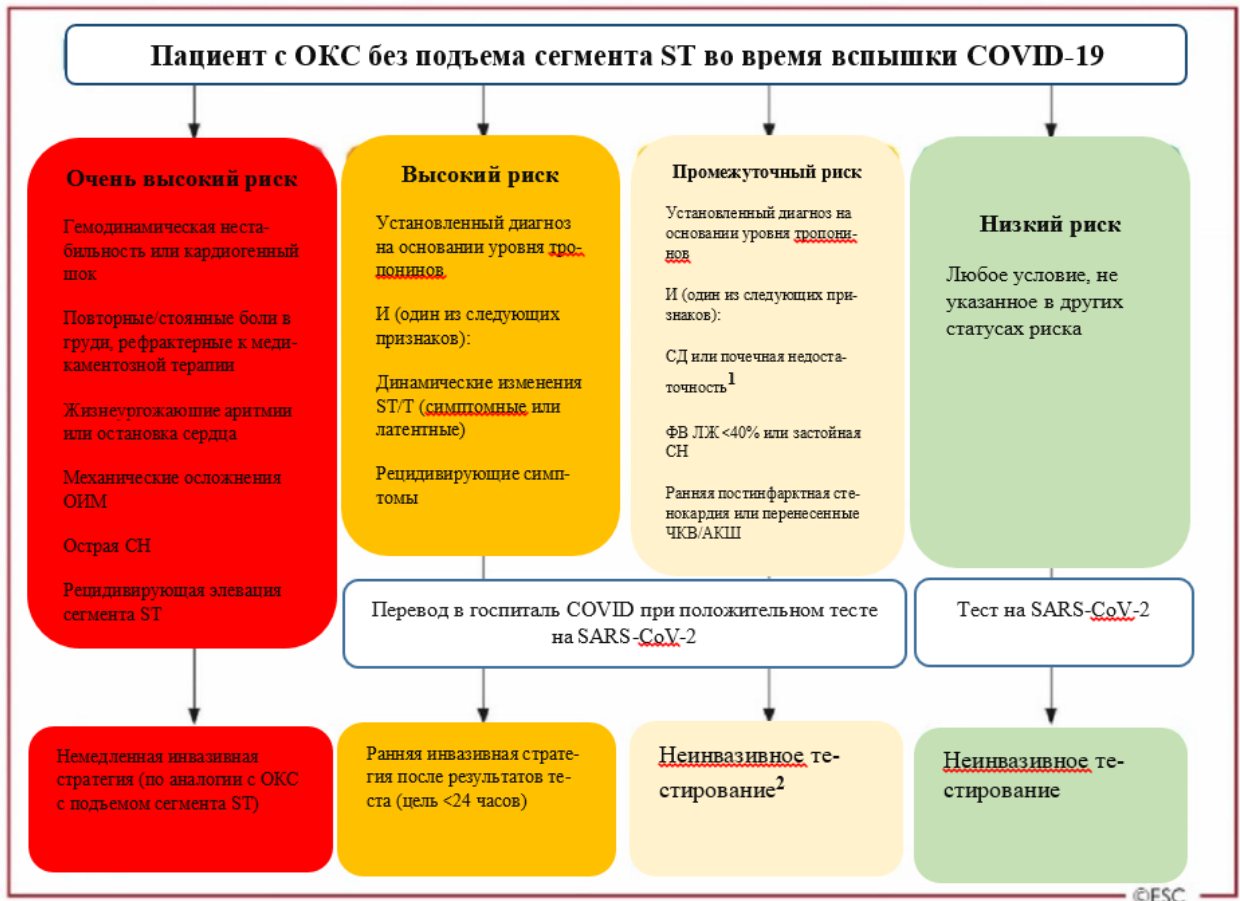 Пациент с ОКС без подъема сегмента ST во время вспышки COVID-19
Очень высокий риск
Гемодинамическая неста-
бильность или кардиогенный
шок
Повторные/стоянные боли в
груди, рефрактерные к меди-
каментозной терапии
Жизнеургожающие аритмии
или остановка сердца
Механические осложнения
ОИМ
Острая СН
Рецидивирующая элевация
сегмента ST
Высокий риск
Установленный диагноз
на основании уровня тро-
понинов
И (один из следующих
признаков):
Динамические изменения
ST/T (симптомные или
латентные)
Рецидивирующие симп-
томы
Промежуточный риск
Установленный диагноз на
основании уровня тропони-
нов
И (один из следующих при-
знаков):
СД или почечная недоста-
точность1
ФВ ЛЖ <40% или застойная
СН
Ранняя постинфарктная сте-
нокардия или перенесенные
ЧКВ/АКШ
Низкий риск
Любое условие, не
указанное в других
статусах риска
Перевод в госпиталь COVID при положительном тесте
на SARS-CoV-2
Тест на SARS-CoV-2
Немедленная инвазивная
стратегия (по аналогии с ОКС
с подъемом сегмента ST)
Ранняя инвазивная страте-
гия после результатов те-
ста (цель <24 часов)
Неинвазивное те-
стирование2
Неинвазивное те-
стирование
©ESC